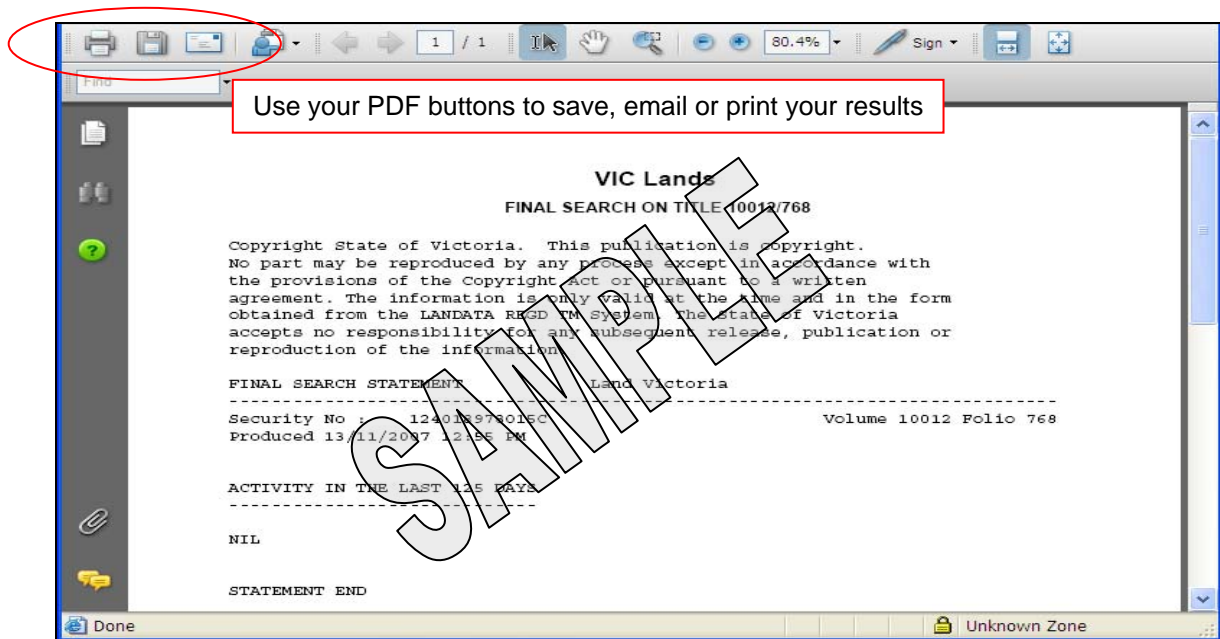 1 / 1
80.4%
Sign
Find
Use your PDF buttons to save, email or print your results
VIC Lands
FINAL SEARCH ON TITLE 10012/768
Copyright State of Victoria. This publication is copyright.
No part may be reproduced by any process except in accordance with
the provisions of the Copyright Act or pursuant to a written
agreement. The information is only valid at the time and in the form
obtained from the LANDATA REGD TM System. The State of Victoria
accepts no responsibility for any subsequent release, publication or
reproduction of the information
FINAL SEARCH STATEMENT Land Victoria
Security No : 124018978015C Volume 10012 Folio 768
Produced 13/11/2007 12:55 PM
ACTIVITY IN THE LAST 125 DAYS
NIL
STATEMENT END
SAMPLE
Done Unknown Zone